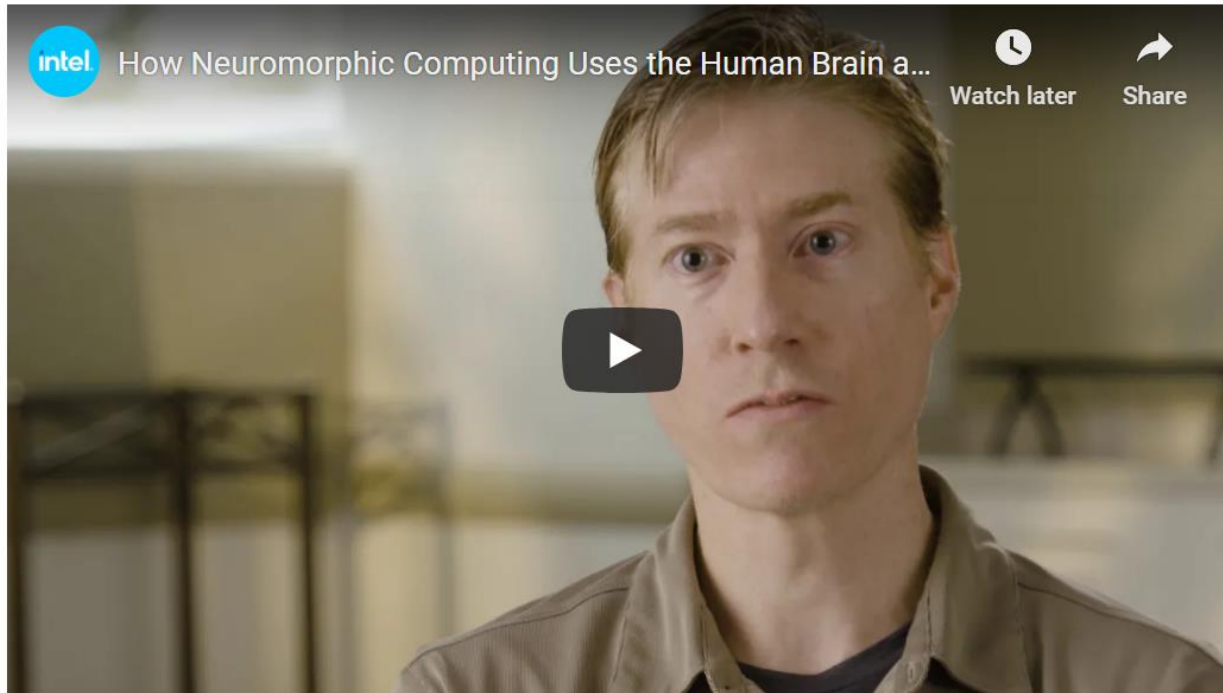 intel.
How Neuromorphic Computing Uses the Human Brain a...
Watch later
Share